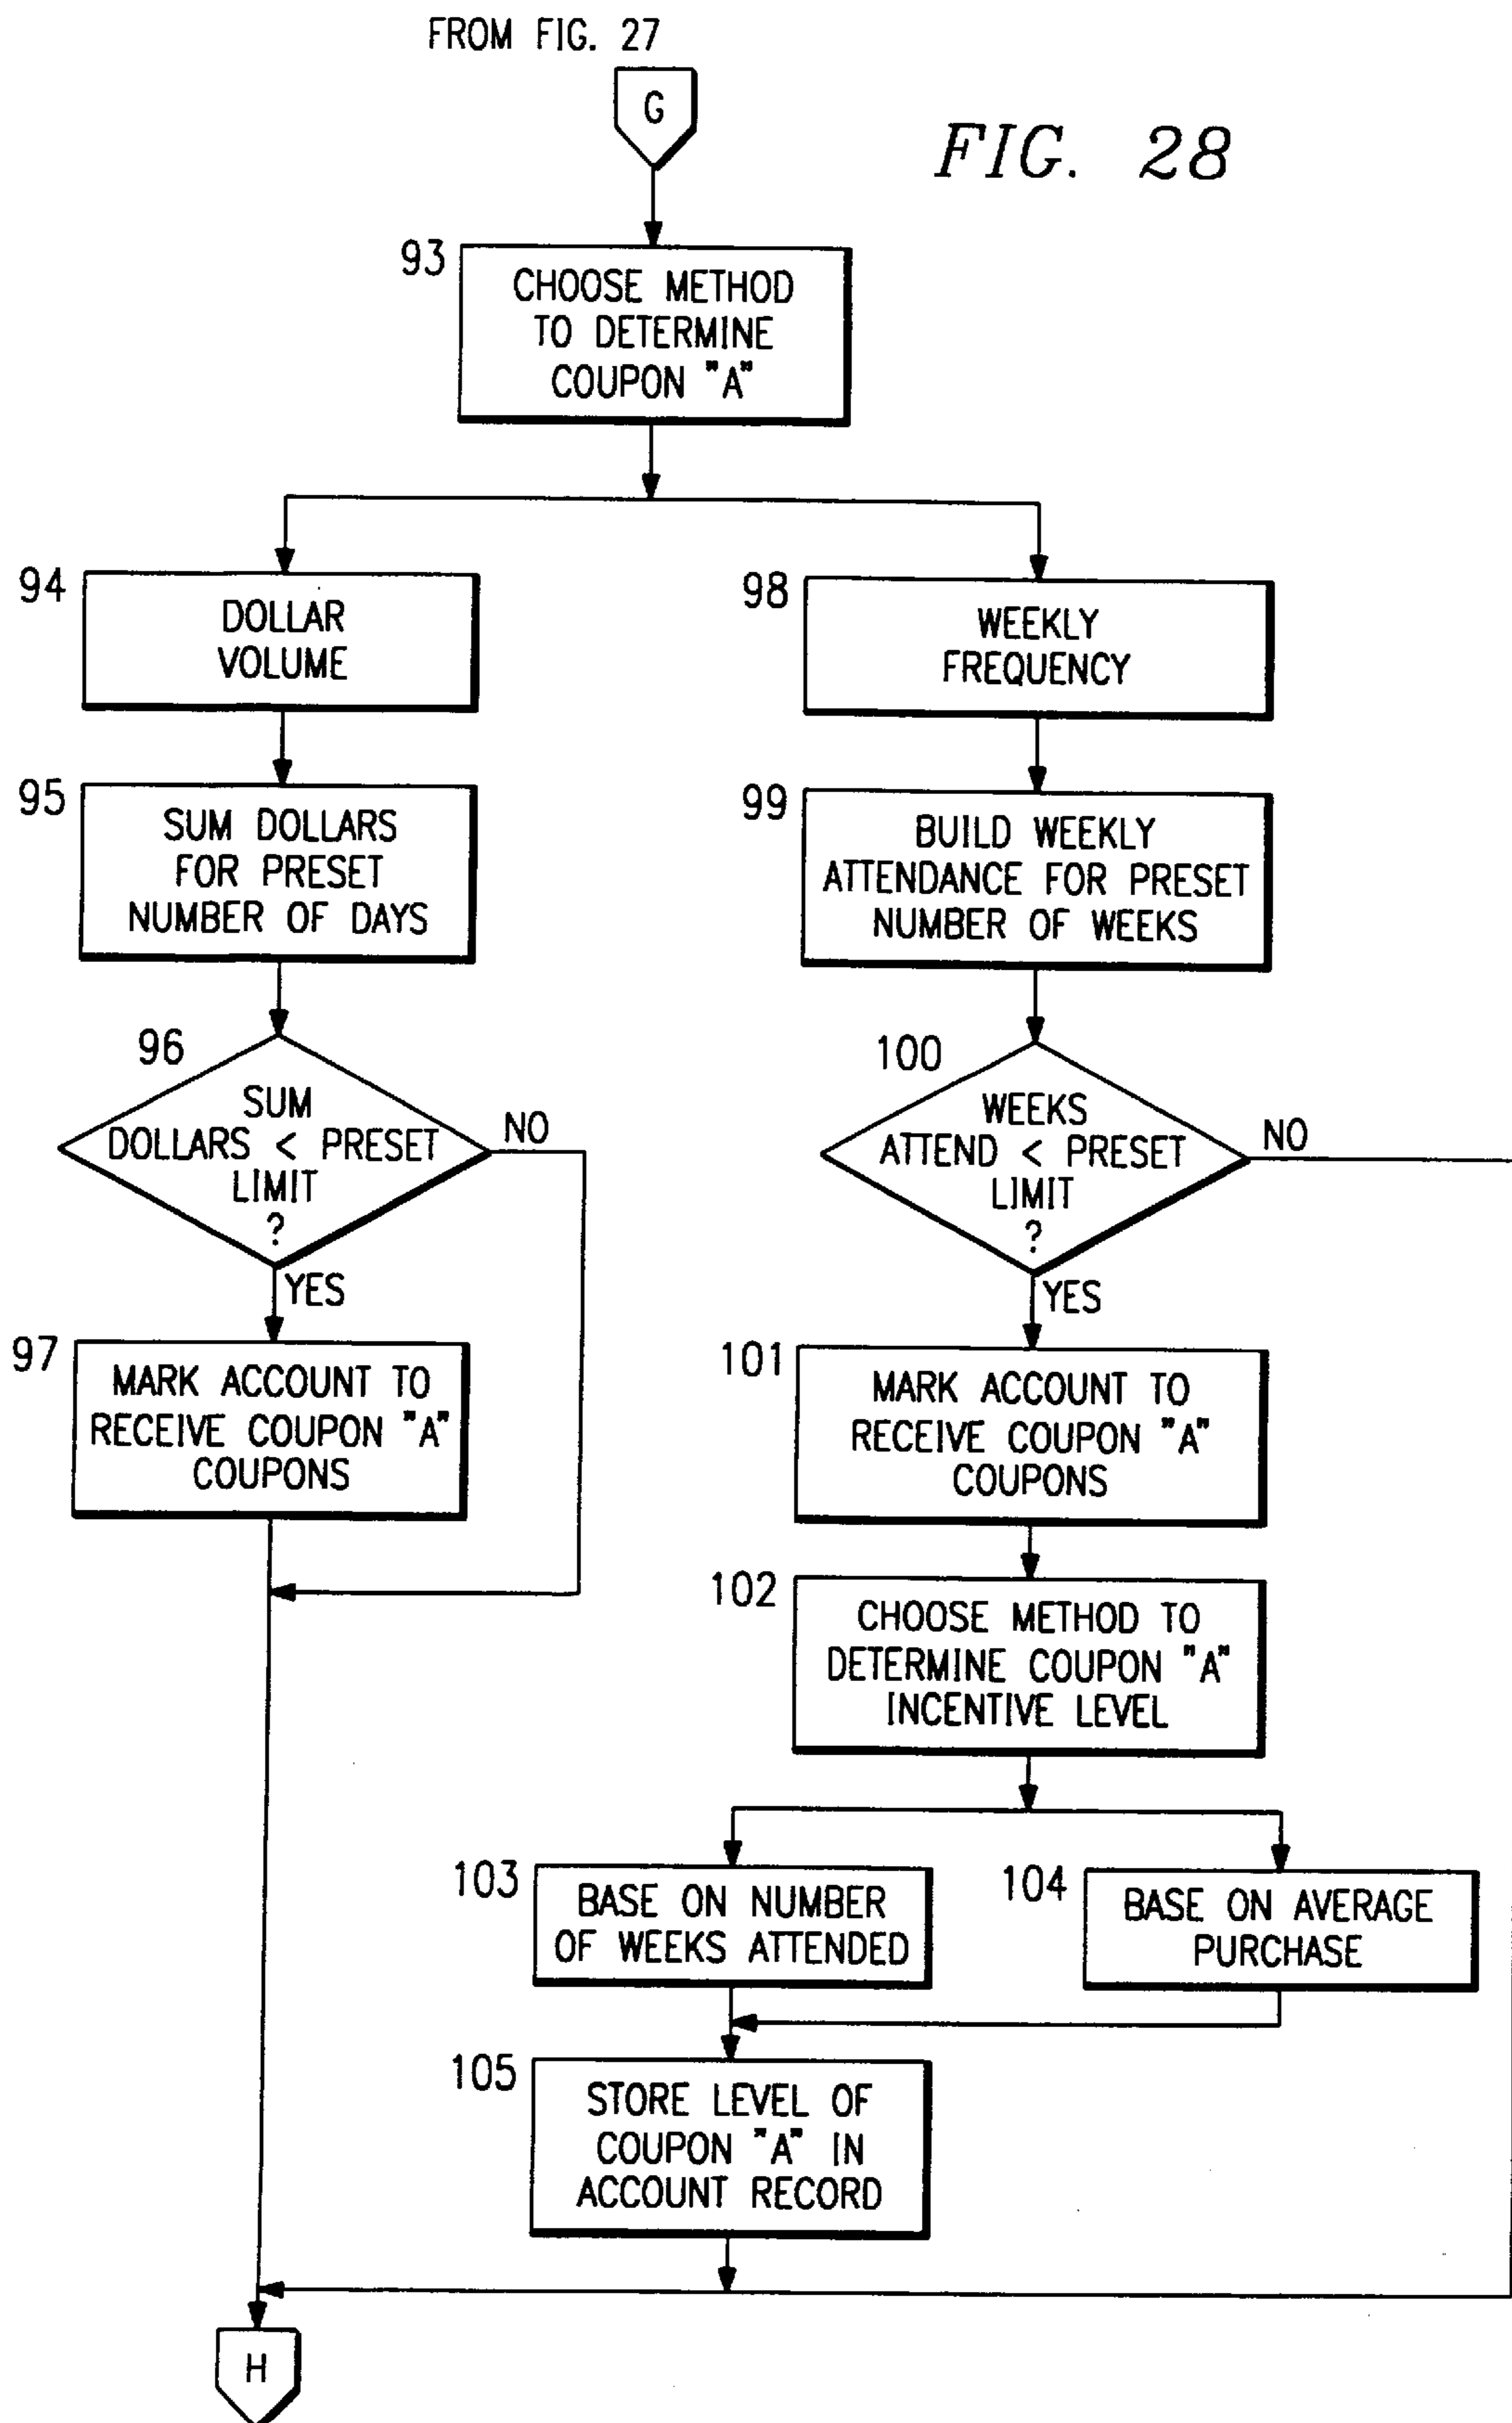 FROM FIG. 27
G
FIG. 28
93
CHOOSE METHOD
TO DETERMINE
COUPON "A"
94
DOLLAR
VOLUME
95
SUM DOLLARS
FOR PRESET
NUMBER OF DAYS
96
SUM
DOLLARS < PRESET
LIMIT
?
NO
YES
97
MARK ACCOUNT TO
RECEIVE COUPON "A"
COUPONS
98
WEEKLY
FREQUENCY
99
BUILD WEEKLY
ATTENDANCE FOR PRESET
NUMBER OF WEEKS
100
WEEKS
ATTEND < PRESET
LIMIT
?
NO
YES
101
MARK ACCOUNT TO
RECEIVE COUPON "A"
COUPONS
102
CHOOSE METHOD TO
DETERMINE COUPON "A"
INCENTIVE LEVEL
103
BASE ON NUMBER
OF WEEKS ATTENDED
104
BASE ON AVERAGE
PURCHASE
105
STORE LEVEL OF
COUPON "A" IN
ACCOUNT RECORD
H